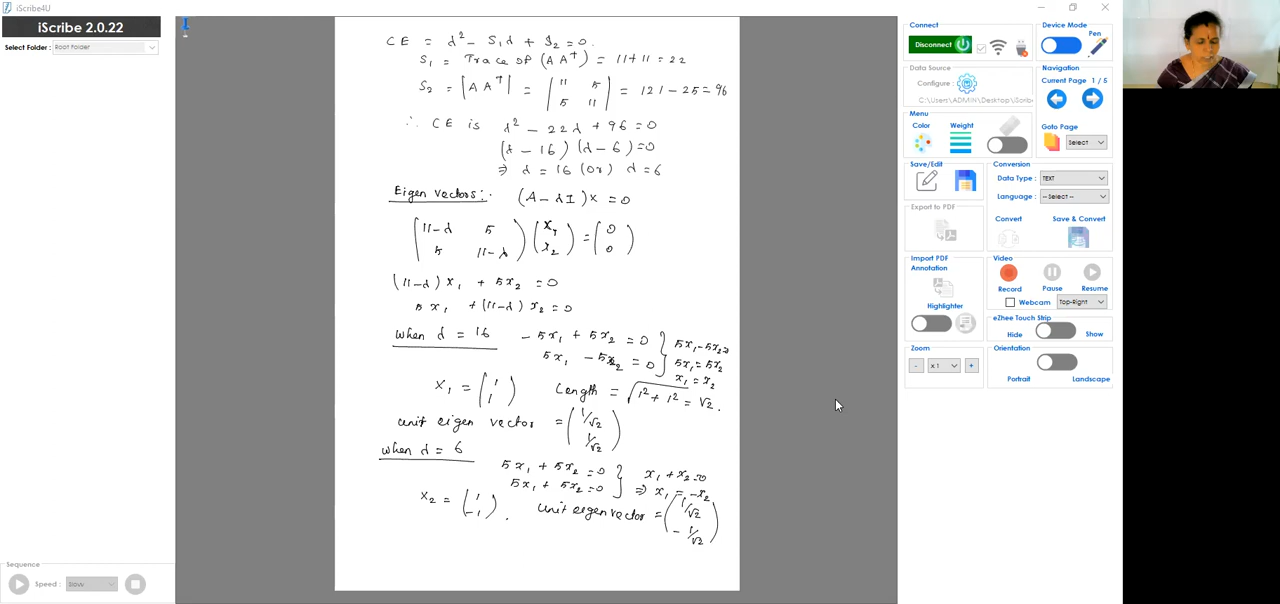 iScribe4U
iScribe 2.0.22
Select Folder : Root Folder
CE = λ² - S₁λ + S₂ = 0.
S₁ = Trace of (AAᵀ) = 11+11 = 22
S₂ = |AAᵀ| = | 11 5 | = 121 - 25 = 96
| 5 11 |
∴ CE is λ² - 22λ + 96 = 0
(λ - 16) (λ - 6) = 0
⇒ λ = 16 (or) λ = 6
Eigen vectors:. (A - λI) x = 0
( 11-λ 5 ) ( x₁ ) = ( 0 )
( 5 11-λ ) ( x₂ ) ( 0 )
(11-λ) x₁ + 5x₂ = 0
5x₁ + (11-λ) x₂ = 0
when λ = 16 - 5x₁ + 5x₂ = 0 } 5x₁-5x₂=0
5x₁ - 5x₂ = 0 5x₁ = 5x₂
x₁ = x₂
X₁ = ( 1 ) Length = √1² + 1² = √2.
( 1 )
unit eigen vector = ( 1/√2 )
( 1/√2 )
when λ = 6
5x₁ + 5x₂ = 0 } x₁ + x₂ = 0
5x₁ + 5x₂ = 0 ⇒ x₁ = -x₂
X₂ = ( 1 ) . unit eigen vector = ( 1/√2 )
( -1 ) ( - 1/√2 )
Sequence
Speed : Slow
Connect
Disconnect
Device Mode
Pen
Data Source
Configure :
C:\Users\ADMIN\Desktop\Scribe
Navigation
Current Page 1 / 5
Menu
Color Weight
Goto Page
Select
Save/Edit
Conversion
Data Type : TEXT
Language : -- Select --
Export to PDF
Convert Save & Convert
Import PDF
Annotation
Highlighter
Video
Record Pause Resume
Webcam Top-Right
eZhee Touch Strip
Hide Show
Zoom
- x 1 +
Orientation
Portrait Landscape